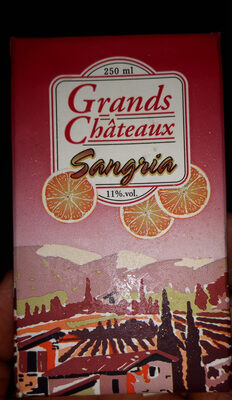 250 ml
Grands
Châteaux
Sangria
11%.vol.